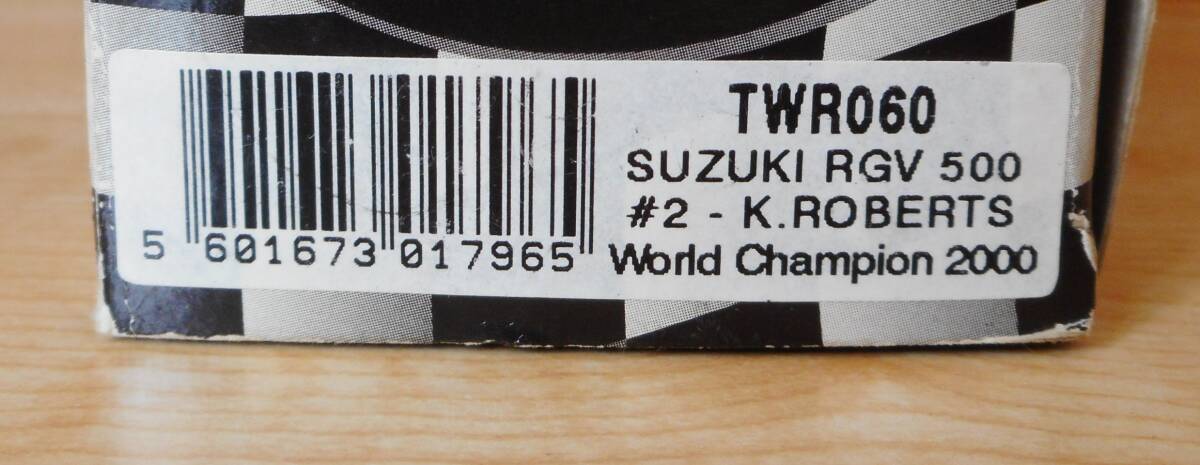 TWR060
SUZUKI RGV 500
#2 - K.ROBERTS
World Champion 2000
5 601673 017965